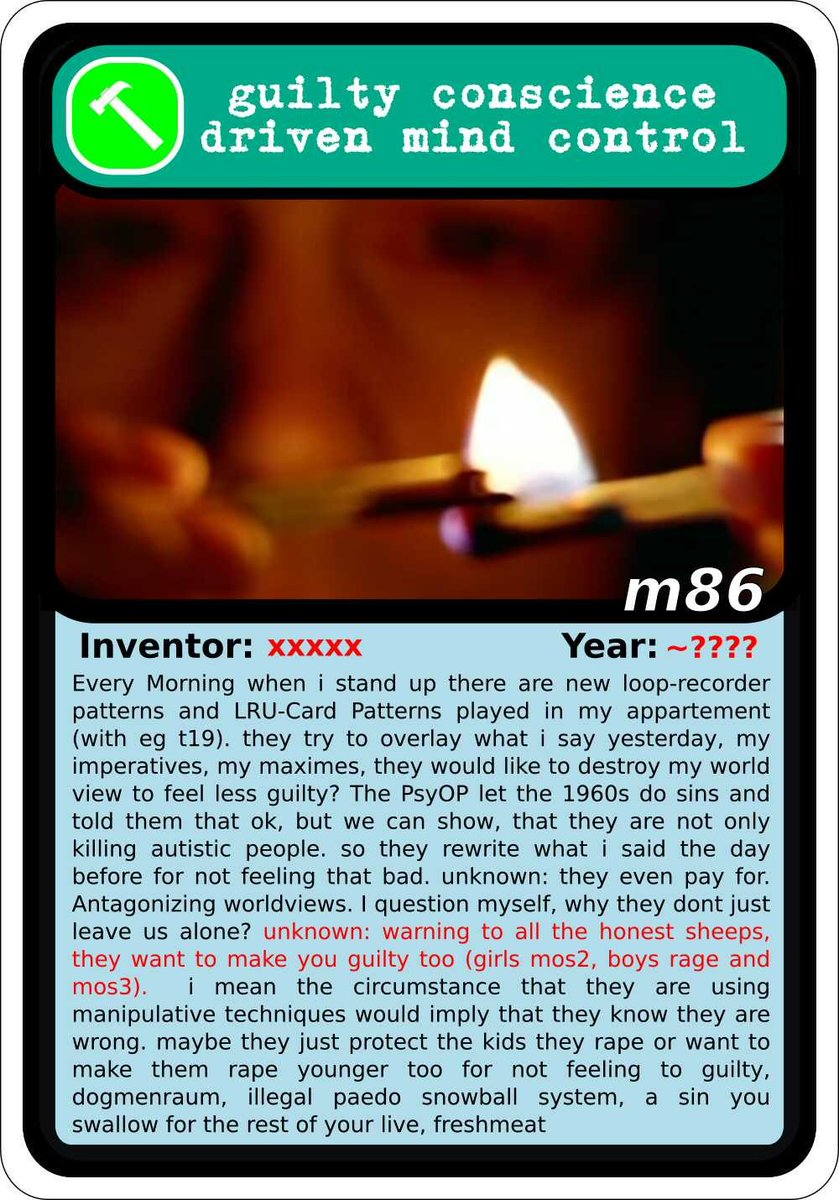 guilty conscience
driven mind control
m86
Inventor: xxxxx Year: ~????
Every Morning when i stand up there are new loop-recorder
patterns and LRU-Card Patterns played in my appartement
(with eg t19). they try to overlay what i say yesterday, my
imperatives, my maximes, they would like to destroy my world
view to feel less guilty? The PsyOP let the 1960s do sins and
told them that ok, but we can show, that they are not only
killing autistic people. so they rewrite what i said the day
before for not feeling that bad. unknown: they even pay for.
Antagonizing worldviews. I question myself, why they dont just
leave us alone? unknown: warning to all the honest sheeps,
they want to make you guilty too (girls mos2, boys rage and
mos3). i mean the circumstance that they are using
manipulative techniques would imply that they know they are
wrong. maybe they just protect the kids they rape or want to
make them rape younger too for not feeling to guilty,
dogmenraum, illegal paedo snowball system, a sin you
swallow for the rest of your live, freshmeat